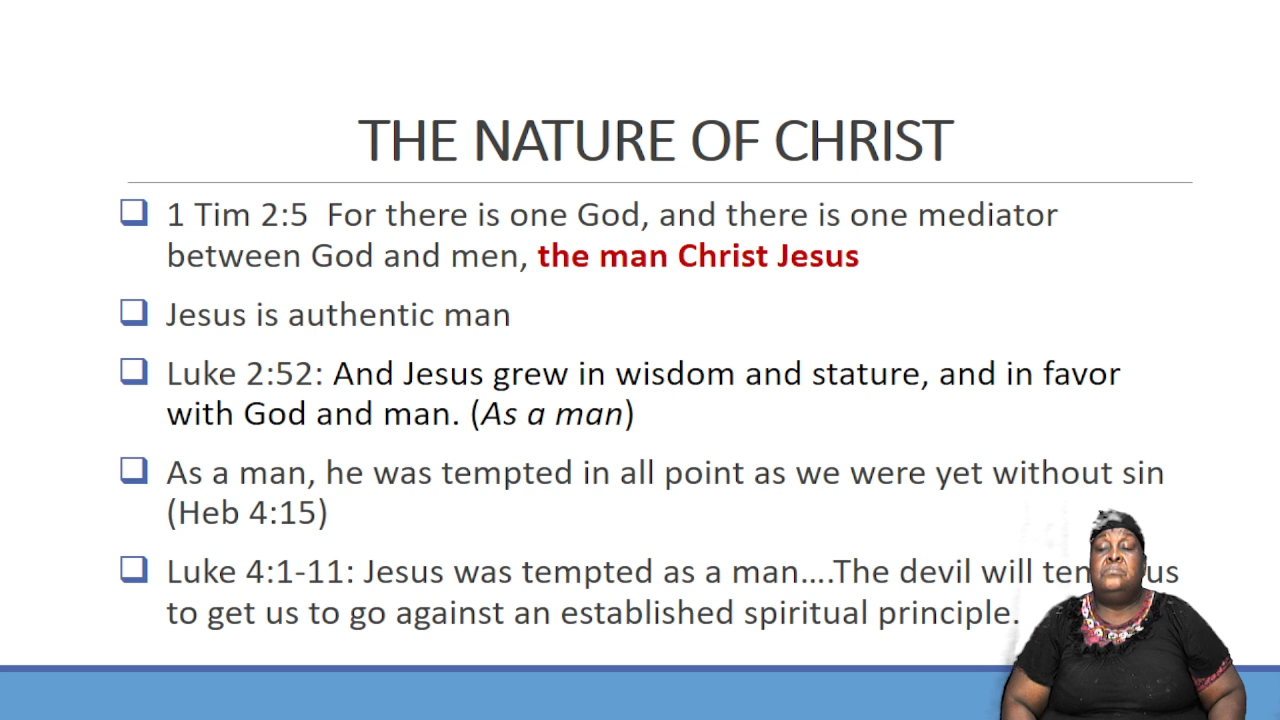 THE NATURE OF CHRIST
1 Tim 2:5 For there is one God, and there is one mediator
between God and men, the man Christ Jesus
Jesus is authentic man
Luke 2:52: And Jesus grew in wisdom and stature, and in favor
with God and man. (As a man)
As a man, he was tempted in all point as we were yet without sin
(Heb 4:15)
Luke 4:1-11: Jesus was tempted as a man….The devil will us
to get us to go against an established spiritual principle.